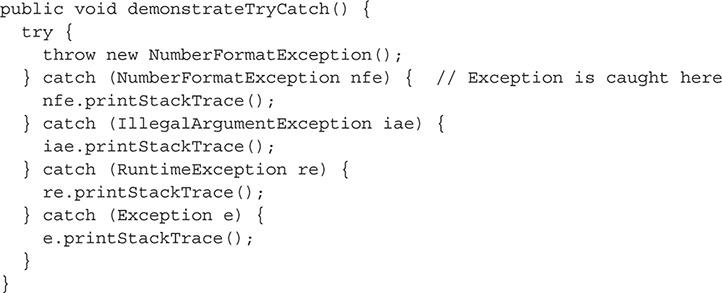 public void demonstrateTryCatch() {
  try {
    throw new NumberFormatException();
  } catch (NumberFormatException nfe) {  // Exception is caught here
    nfe.printStackTrace();
  } catch (IllegalArgumentException iae) {
    iae.printStackTrace();
  } catch (RuntimeException re) {
    re.printStackTrace();
  } catch (Exception e) {
    e.printStackTrace();
  }
}